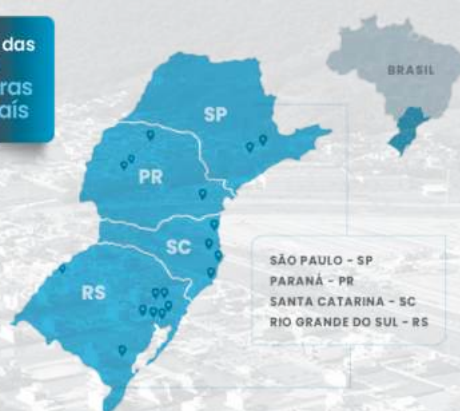 das
ras
aís
BRASIL
SP
PR
SC
RS
SÃO PAULO - SP
PARANÁ - PR
SANTA CATARINA - SC
RIO GRANDE DO SUL - RS